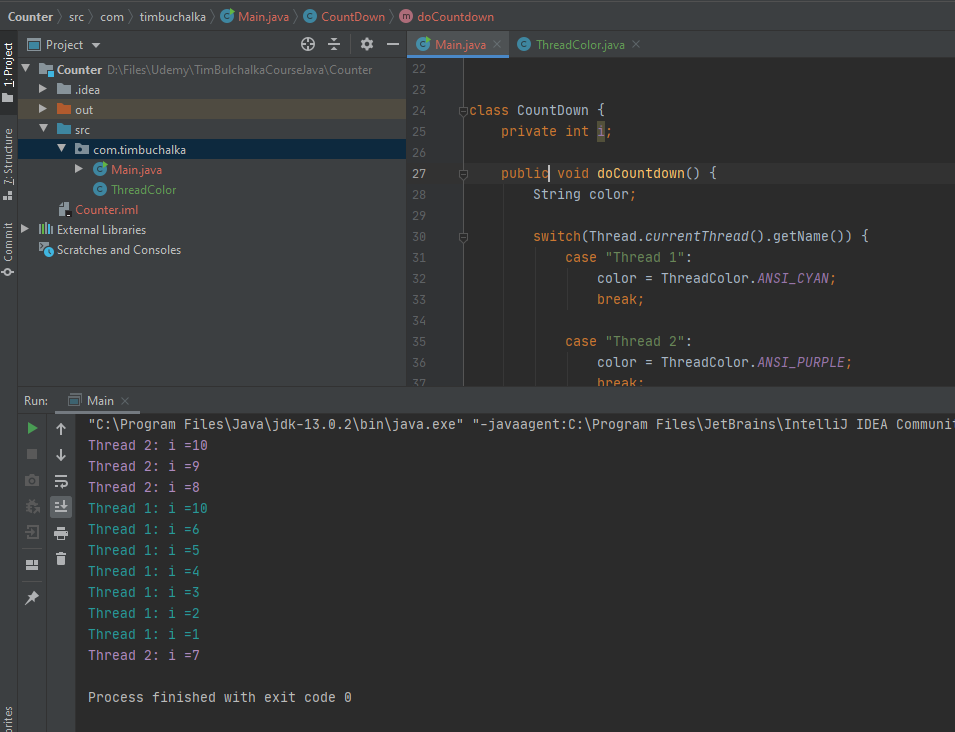 Counter src com timbuchalka Main.java CountDown doCountdown
1: Project
7: Structure
Commit
Project
Counter D:\Files\Udemy\TimBulchalkaCourseJava\Counter
.idea
out
src
com.timbuchalka
Main.java
ThreadColor
Counter.iml
External Libraries
Scratches and Consoles
Main.java ThreadColor.java
22
23
24 class CountDown {
25 private int i;
26
27 public void doCountdown() {
28 String color;
29
30 switch(Thread.currentThread().getName()) {
31 case "Thread 1":
32 color = ThreadColor.ANSI_CYAN;
33 break;
34
35 case "Thread 2":
36 color = ThreadColor.ANSI_PURPLE;
37 break;
Run: Main
"C:\Program Files\Java\jdk-13.0.2\bin\java.exe" "-javaagent:C:\Program Files\JetBrains\IntelliJ IDEA Communi
Thread 2: i =10
Thread 2: i =9
Thread 2: i =8
Thread 1: i =10
Thread 1: i =6
Thread 1: i =5
Thread 1: i =4
Thread 1: i =3
Thread 1: i =2
Thread 1: i =1
Thread 2: i =7
Process finished with exit code 0